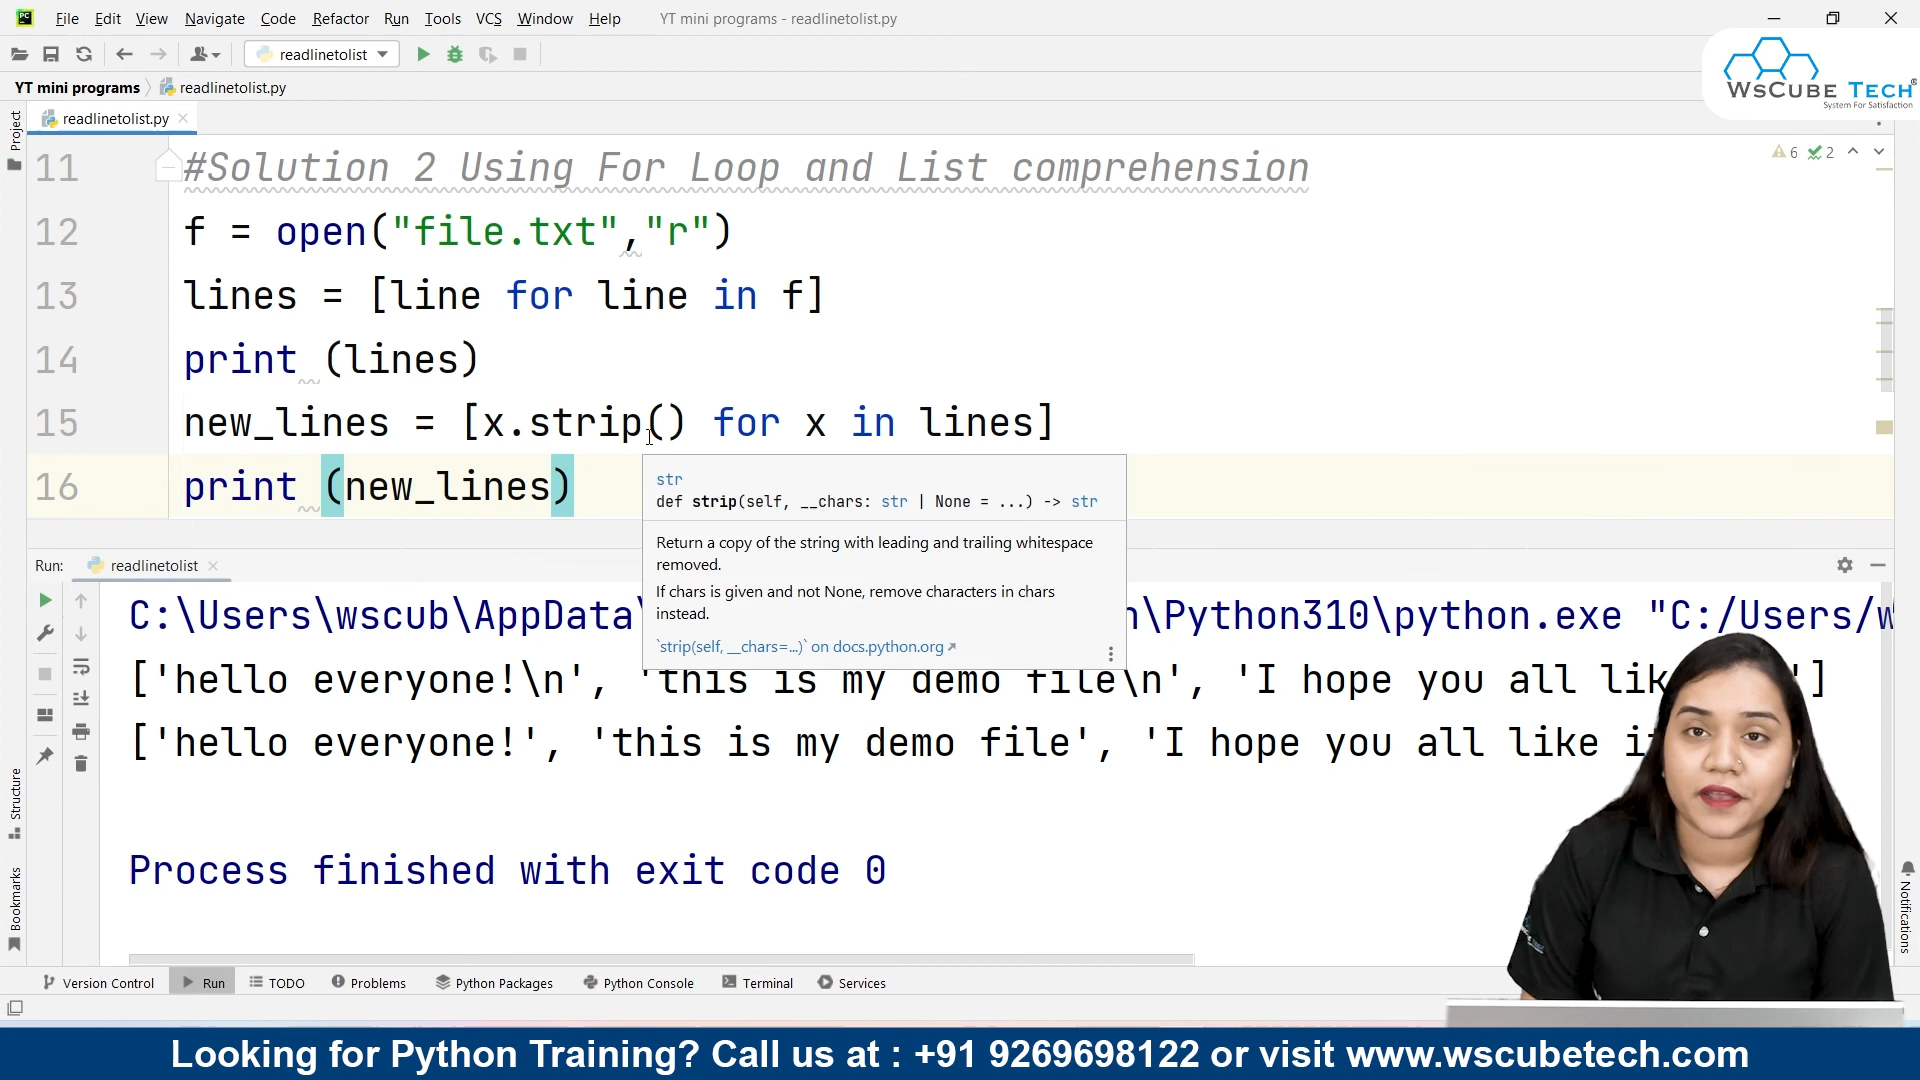 File Edit View Navigate Code Refactor Run Tools VCS Window Help YT mini programs - readlinetolist.py
readlinetolist
WsCube Tech®
System For Satisfaction
YT mini programs readlinetolist.py
readlinetolist.py
Project
6 2
11 #Solution 2 Using For Loop and List comprehension
12 f = open("file.txt","r")
13 lines = [line for line in f]
14 print (lines)
15 new_lines = [x.strip() for x in lines]
16 print (new_lines)
str
def strip(self, __chars: str | None = ...) -> str
Return a copy of the string with leading and trailing whitespace
removed.
If chars is given and not None, remove characters in chars
instead.
`strip(self, __chars=...)` on docs.python.org
Run: readlinetolist
C:\Users\wscub\AppData n\Python310\python.exe "C:/Users/w
['hello everyone!\n', 'this is my demo file\n', 'I hope you all lik ']
['hello everyone!', 'this is my demo file', 'I hope you all like i
Process finished with exit code 0
Structure
Bookmarks
Notifications
Version Control Run TODO Problems Python Packages Python Console Terminal Services
Looking for Python Training? Call us at : +91 9269698122 or visit www.wscubetech.com